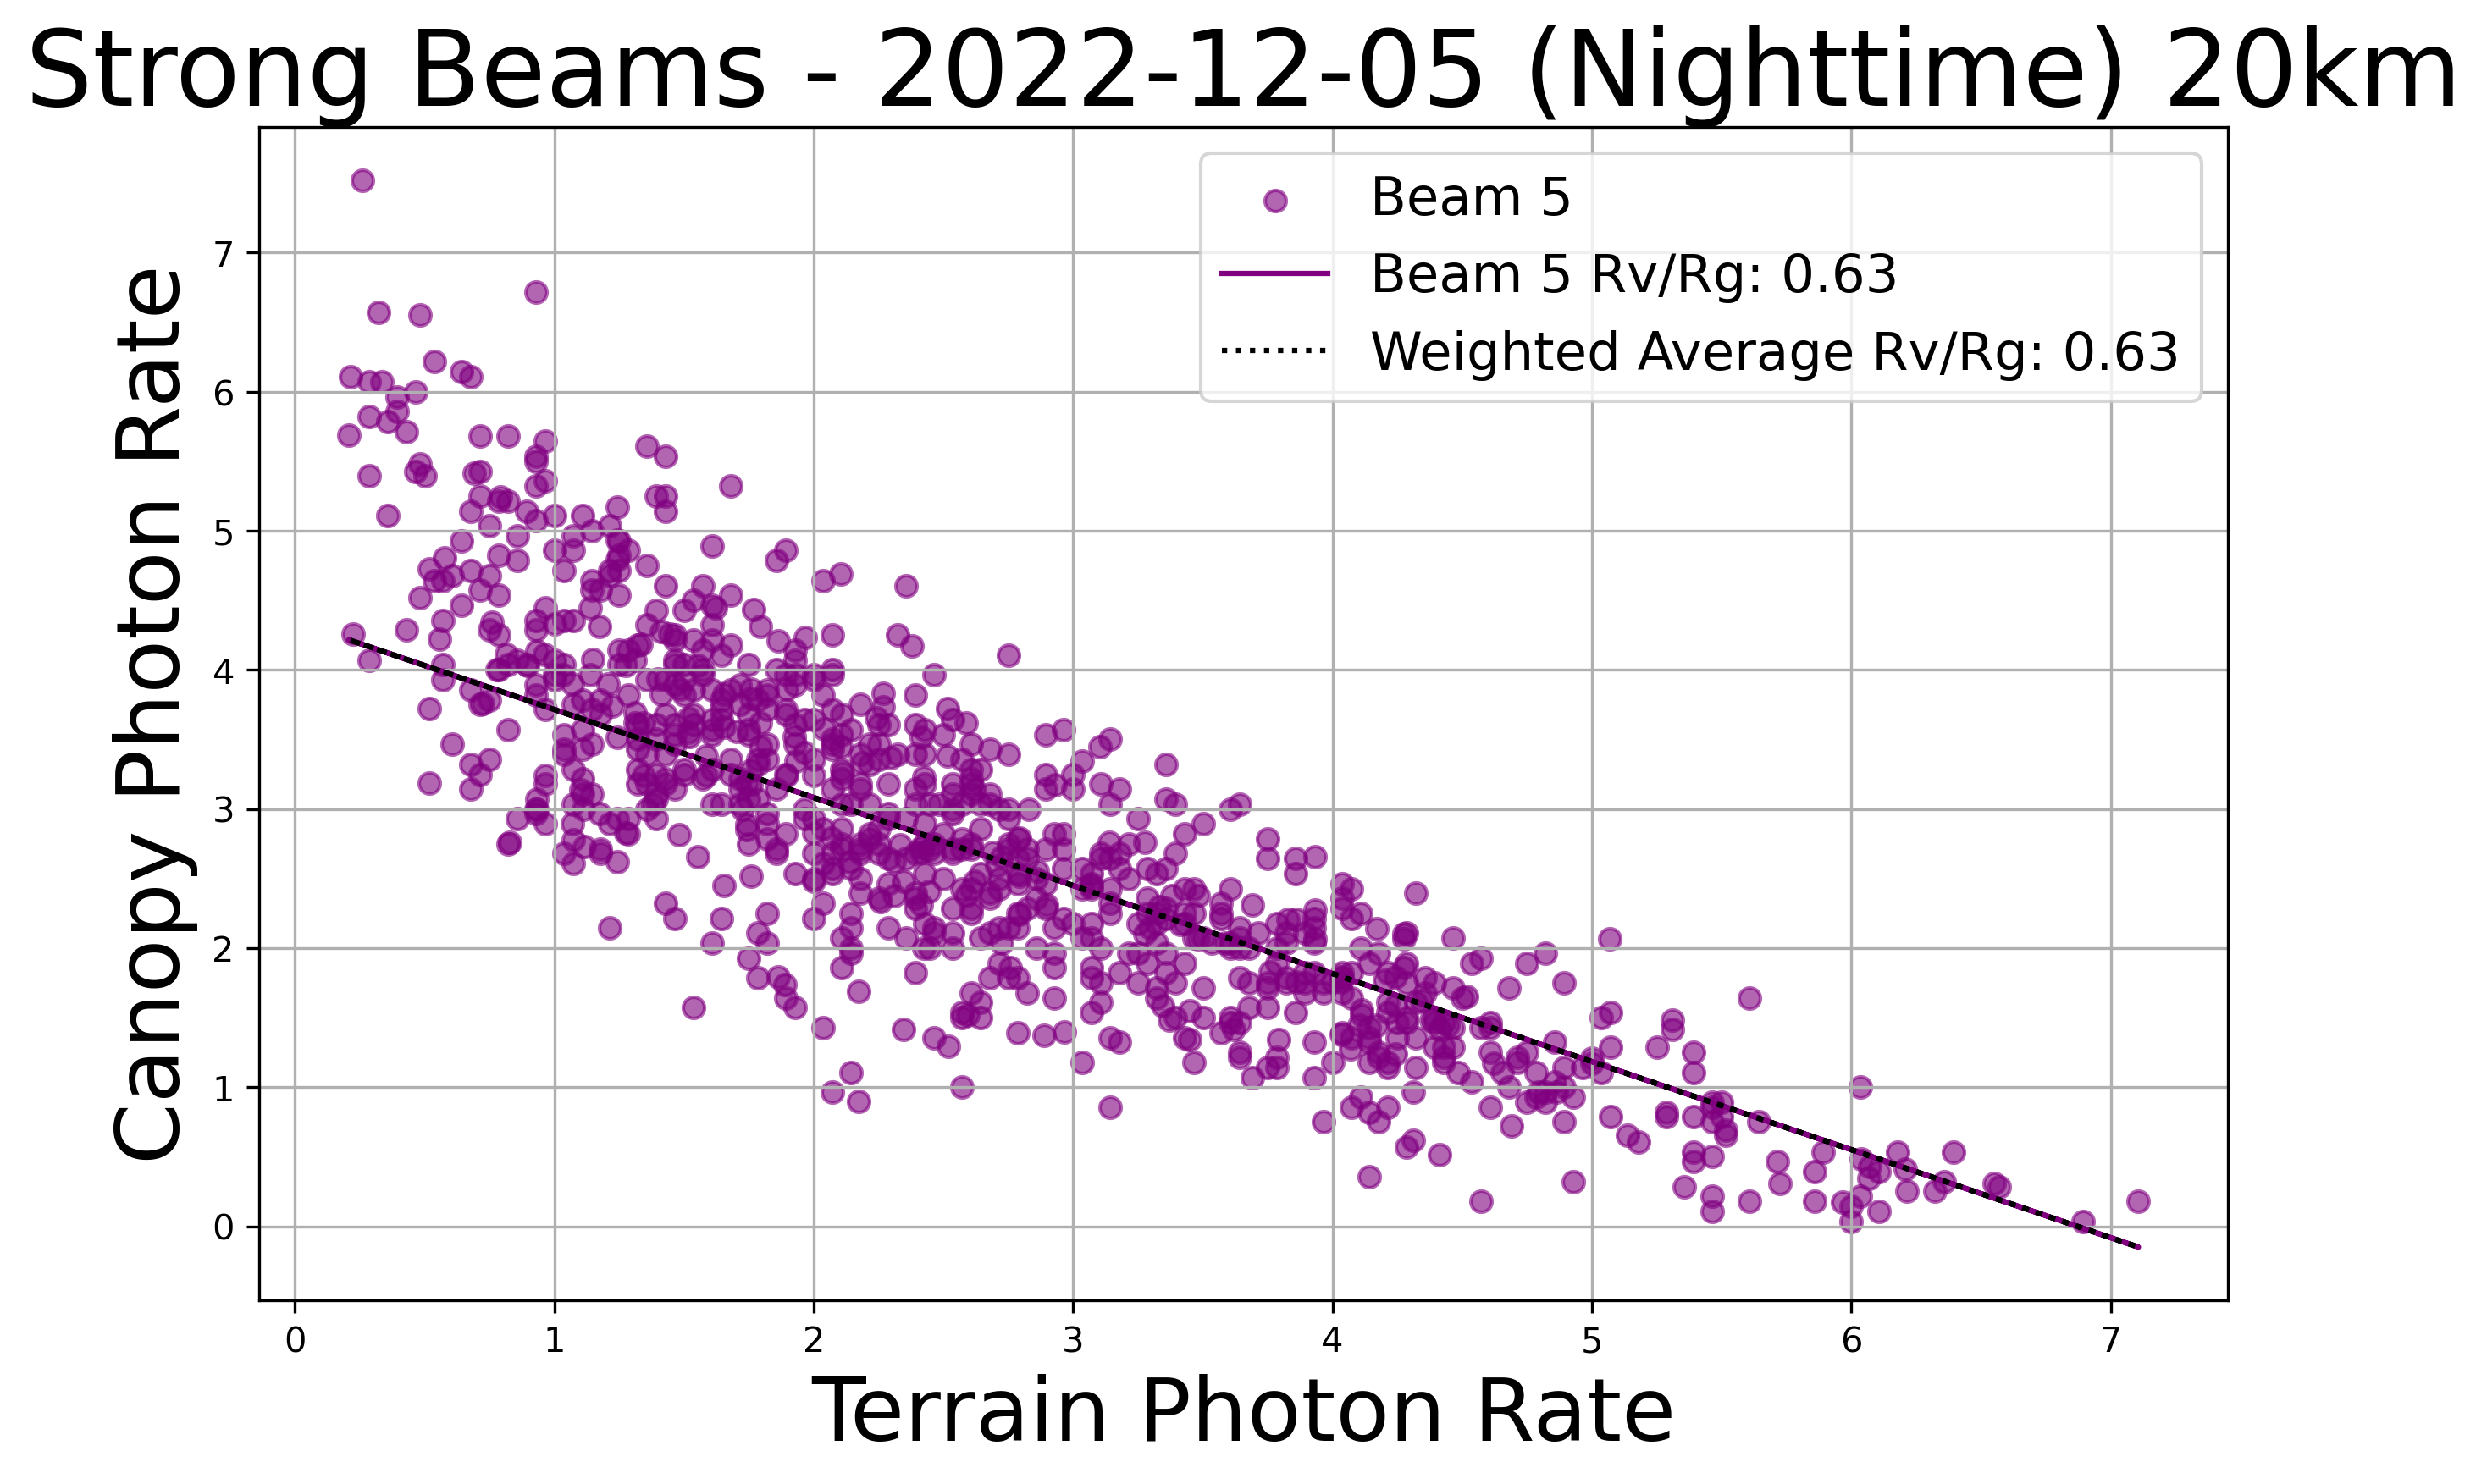 Strong Beams - 2022-12-05 (Nighttime) 20km
Beam 5
Beam 5 Rv/Rg: 0.63
Weighted Average Rv/Rg: 0.63
Canopy Photon Rate
7
6
5
4
3
2
1
0
0 1 2 3 4 5 6 7
Terrain Photon Rate